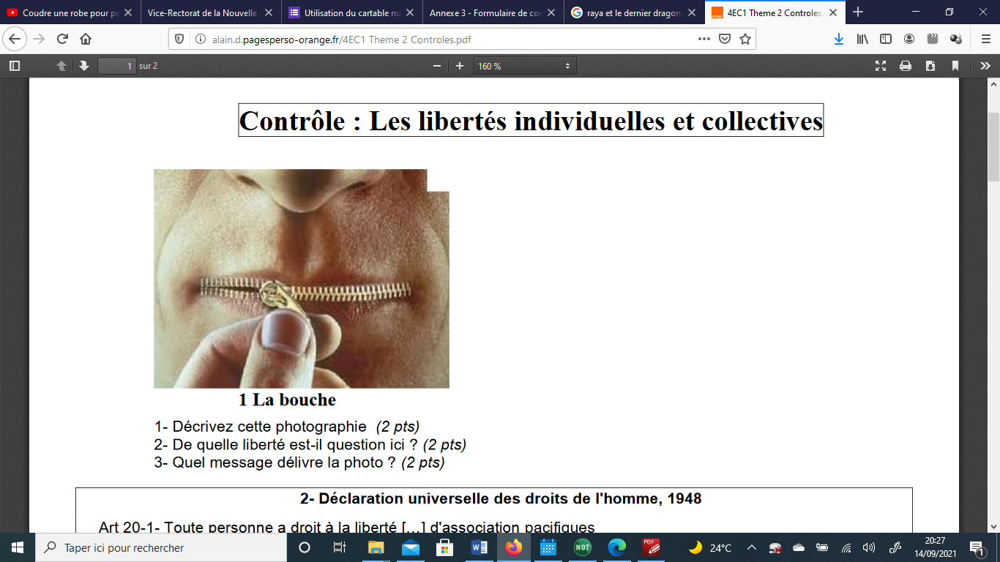 Coudre une robe pour pe
Vice-Rectorat de la Nouvelle
Utilisation du cartable nu
Annexe 3 - Formulaire de con
raya et le dernier dragon
4EC1 Theme 2 Controles.
alain.d.pagesperso-orange.fr/4EC1 Theme 2 Controles.pdf
1 sur 2
160 %
Contrôle : Les libertés individuelles et collectives
1 La bouche
1- Décrivez cette photographie (2 pts)
2- De quelle liberté est-il question ici ? (2 pts)
3- Quel message délivre la photo ? (2 pts)
2- Déclaration universelle des droits de l'homme, 1948
Art 20-1- Toute personne a droit à la liberté [...] d'association pacifiques
Taper ici pour rechercher
NOT
PDF
24°C
20:27
14/09/2021
1